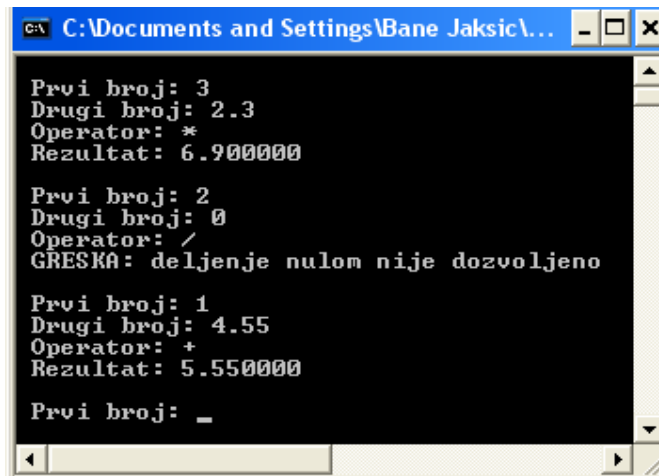 C:\Documents and Settings\Bane Jaksic\...
Prvi broj: 3
Drugi broj: 2.3
Operator: *
Rezultat: 6.900000
Prvi broj: 2
Drugi broj: 0
Operator: /
GRESKA: deljenje nulom nije dozvoljeno
Prvi broj: 1
Drugi broj: 4.55
Operator: +
Rezultat: 5.550000
Prvi broj: _